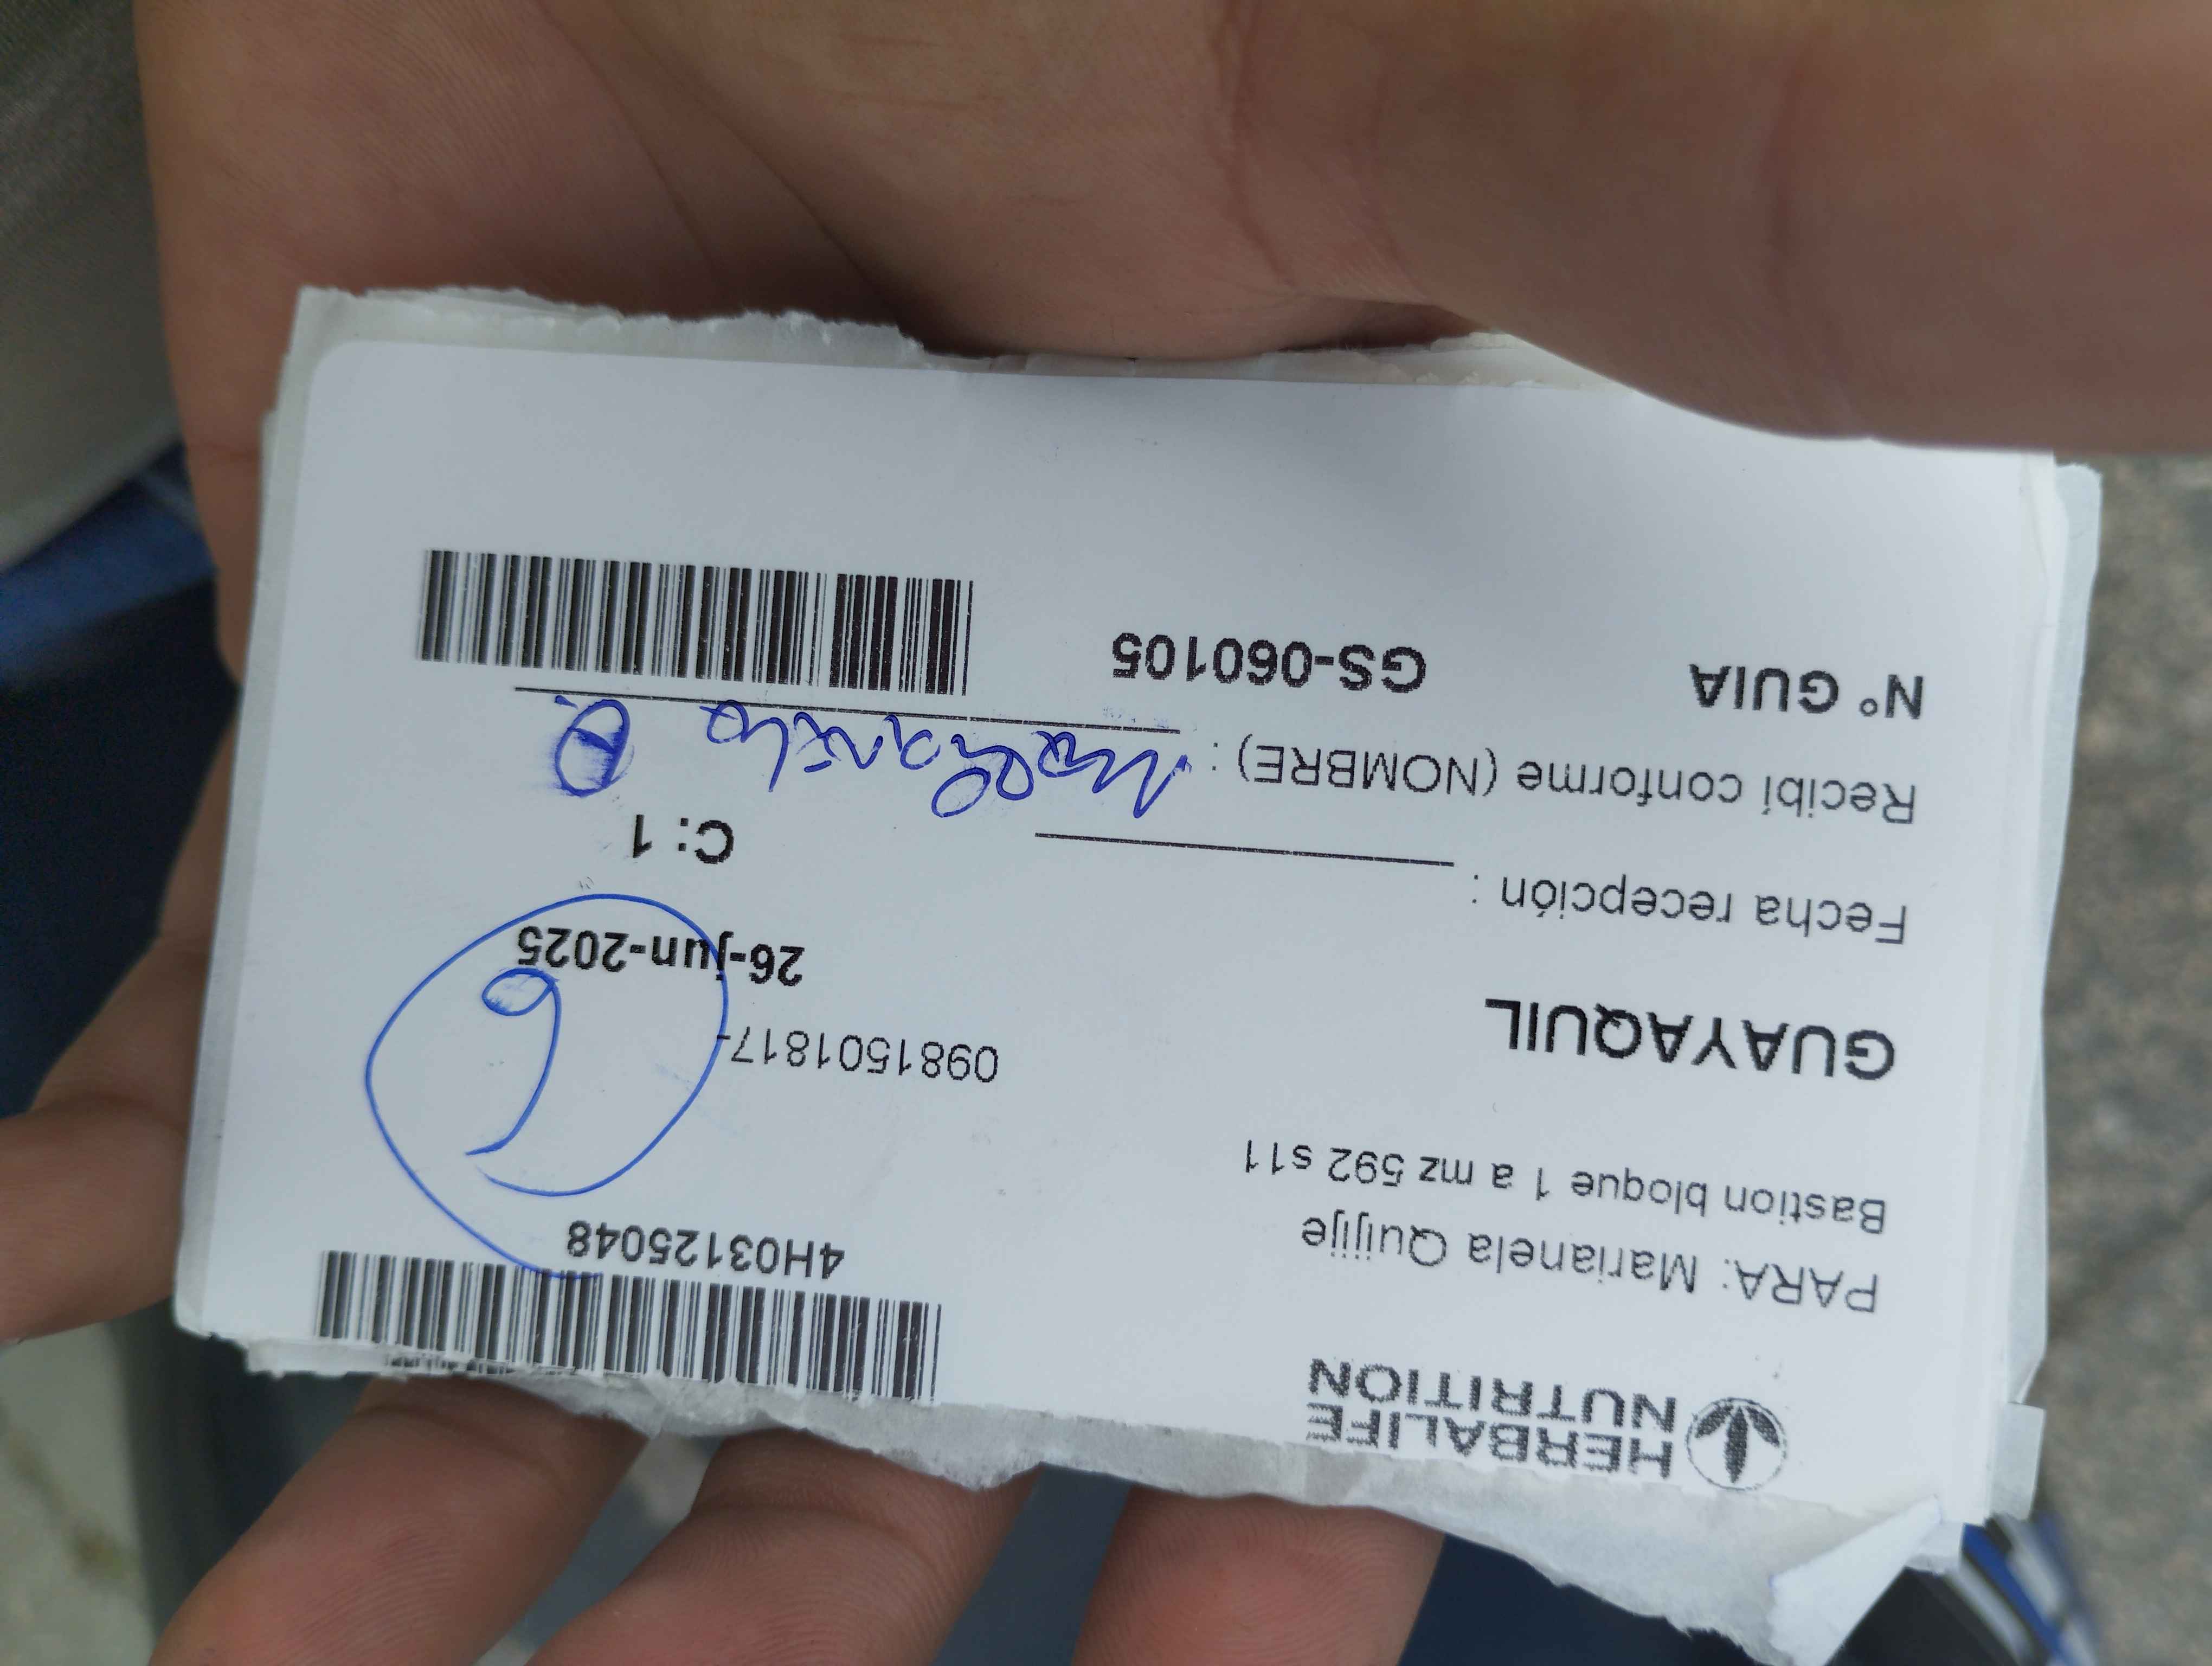 HERBALIFE
NUTRITION
4H03125048
PARA: Marianela Quijije
Bastion bloque 1 a mz 592 s11
GUAYAQUIL
0981501817-
26-jun-2025
Fecha recepción :
C: 1
Recibí conforme (NOMBRE) :
N° GUIA GS-060105